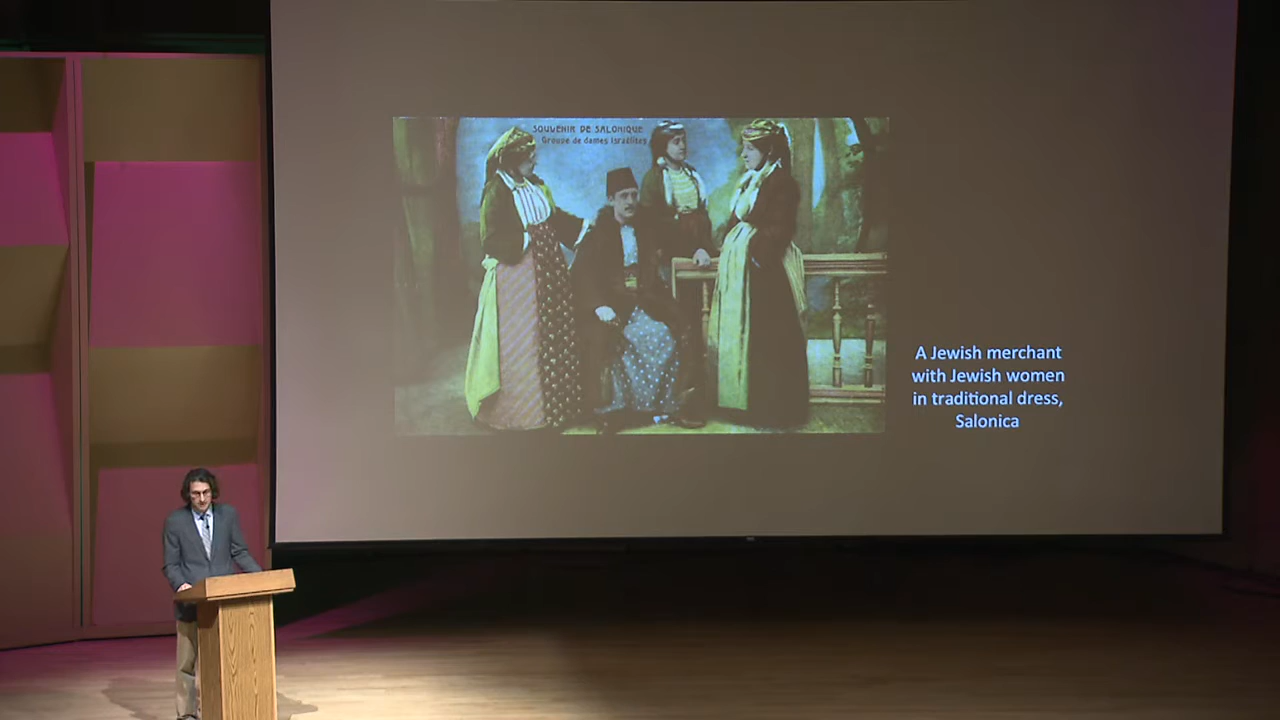 SOUVENIR DE SALONIQUE
Groupe de dames Israélites
A Jewish merchant
with Jewish women
in traditional dress,
Salonica